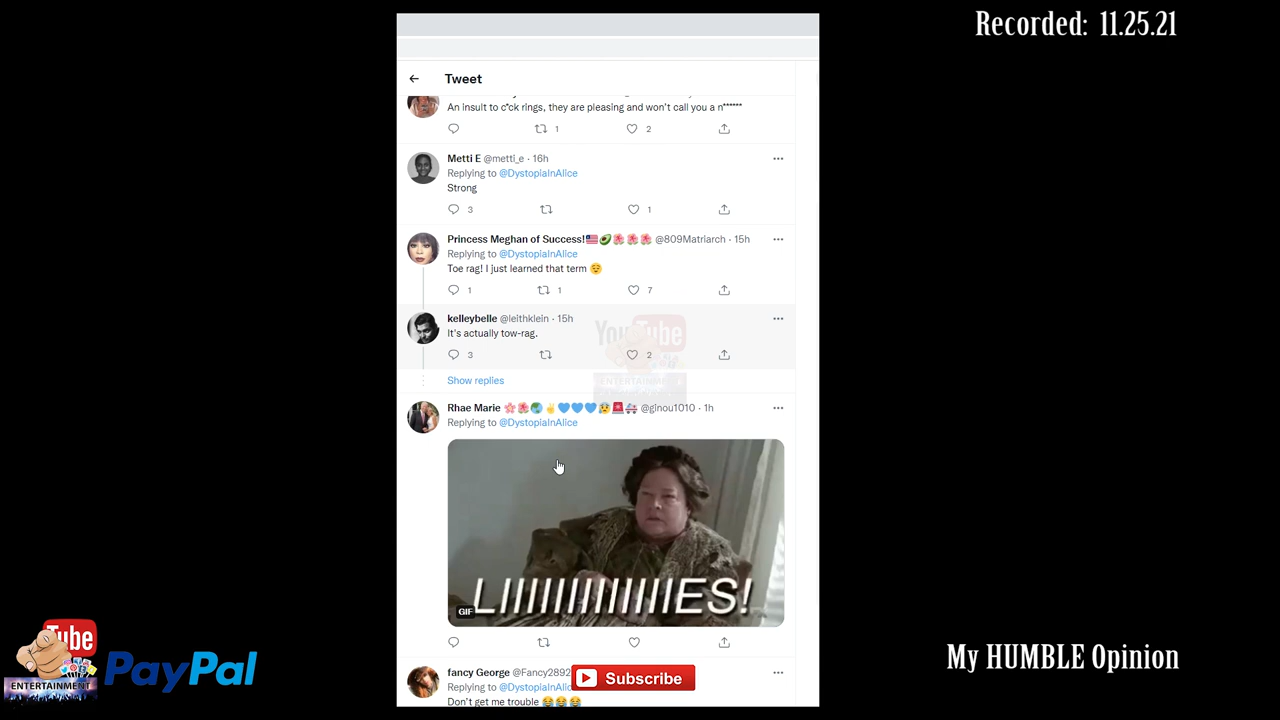 Recorded: 11.25.21
Tweet
An insult to c*ck rings, they are pleasing and won't call you a n******
1 2
Metti E @metti_e · 16h
Replying to @DystopiaInAlice
Strong
3 1
Princess Meghan of Success! @809Matriarch · 15h
Replying to @DystopiaInAlice
Toe rag! I just learned that term
1 1 7
kelleybelle @leithklein · 15h
It's actually tow-rag.
3 2
YouTube
ENTERTAINMENT
Show replies
Rhae Marie @ginou1010 · 1h
Replying to @DystopiaInAlice
LIIIIIIIIIIIIIES!
GIF
fancy George @Fancy2892
Replying to @DystopiaInAlic
Don't get me trouble
Subscribe
Tube
ENTERTAINMENT
PayPal
My HUMBLE Opinion